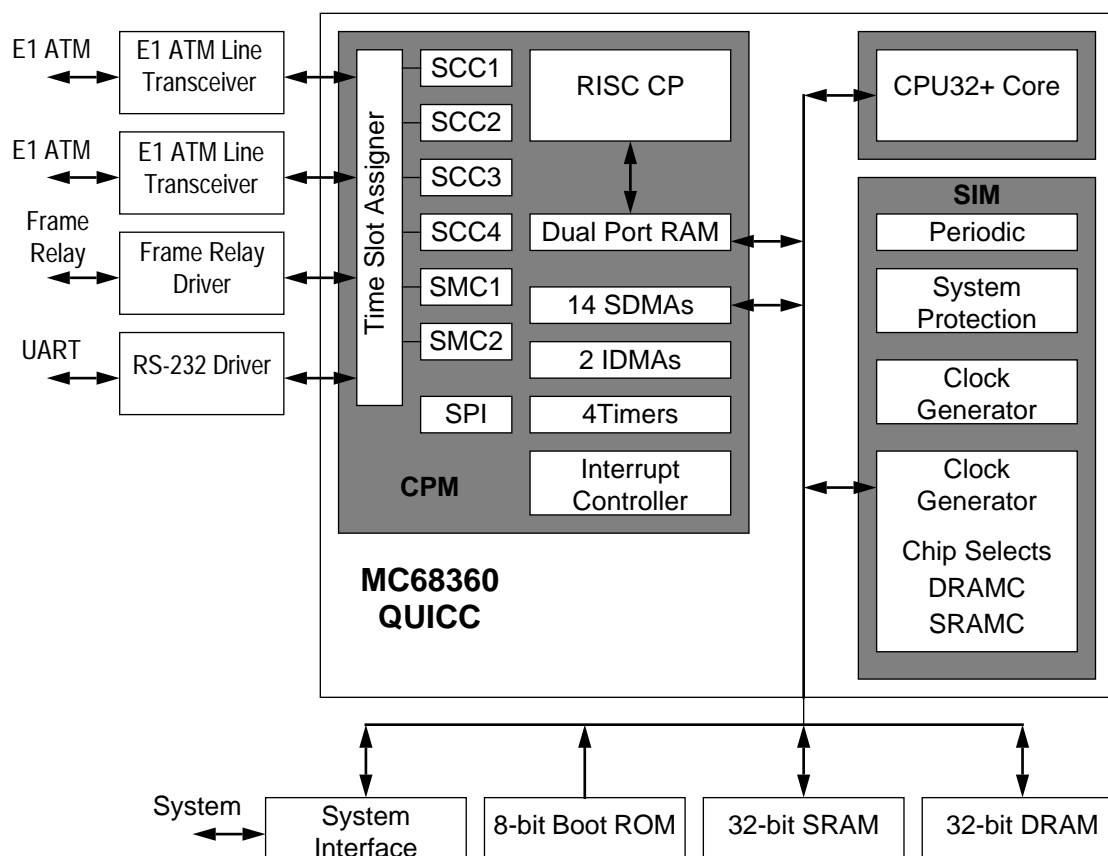 E1 ATM
E1 ATM Line
Transceiver
E1 ATM
E1 ATM Line
Transceiver
Frame
Relay
Frame Relay
Driver
UART
RS-232 Driver
Time Slot Assigner
SCC1
SCC2
SCC3
SCC4
SMC1
SMC2
SPI
CPM
RISC CP
Dual Port RAM
14 SDMAs
2 IDMAs
4Timers
Interrupt
Controller
MC68360
QUICC
CPU32+ Core
SIM
Periodic
System
Protection
Clock
Generator
Clock
Generator
Chip Selects
DRAMC
SRAMC
System
System
Interface
8-bit Boot ROM
32-bit SRAM
32-bit DRAM